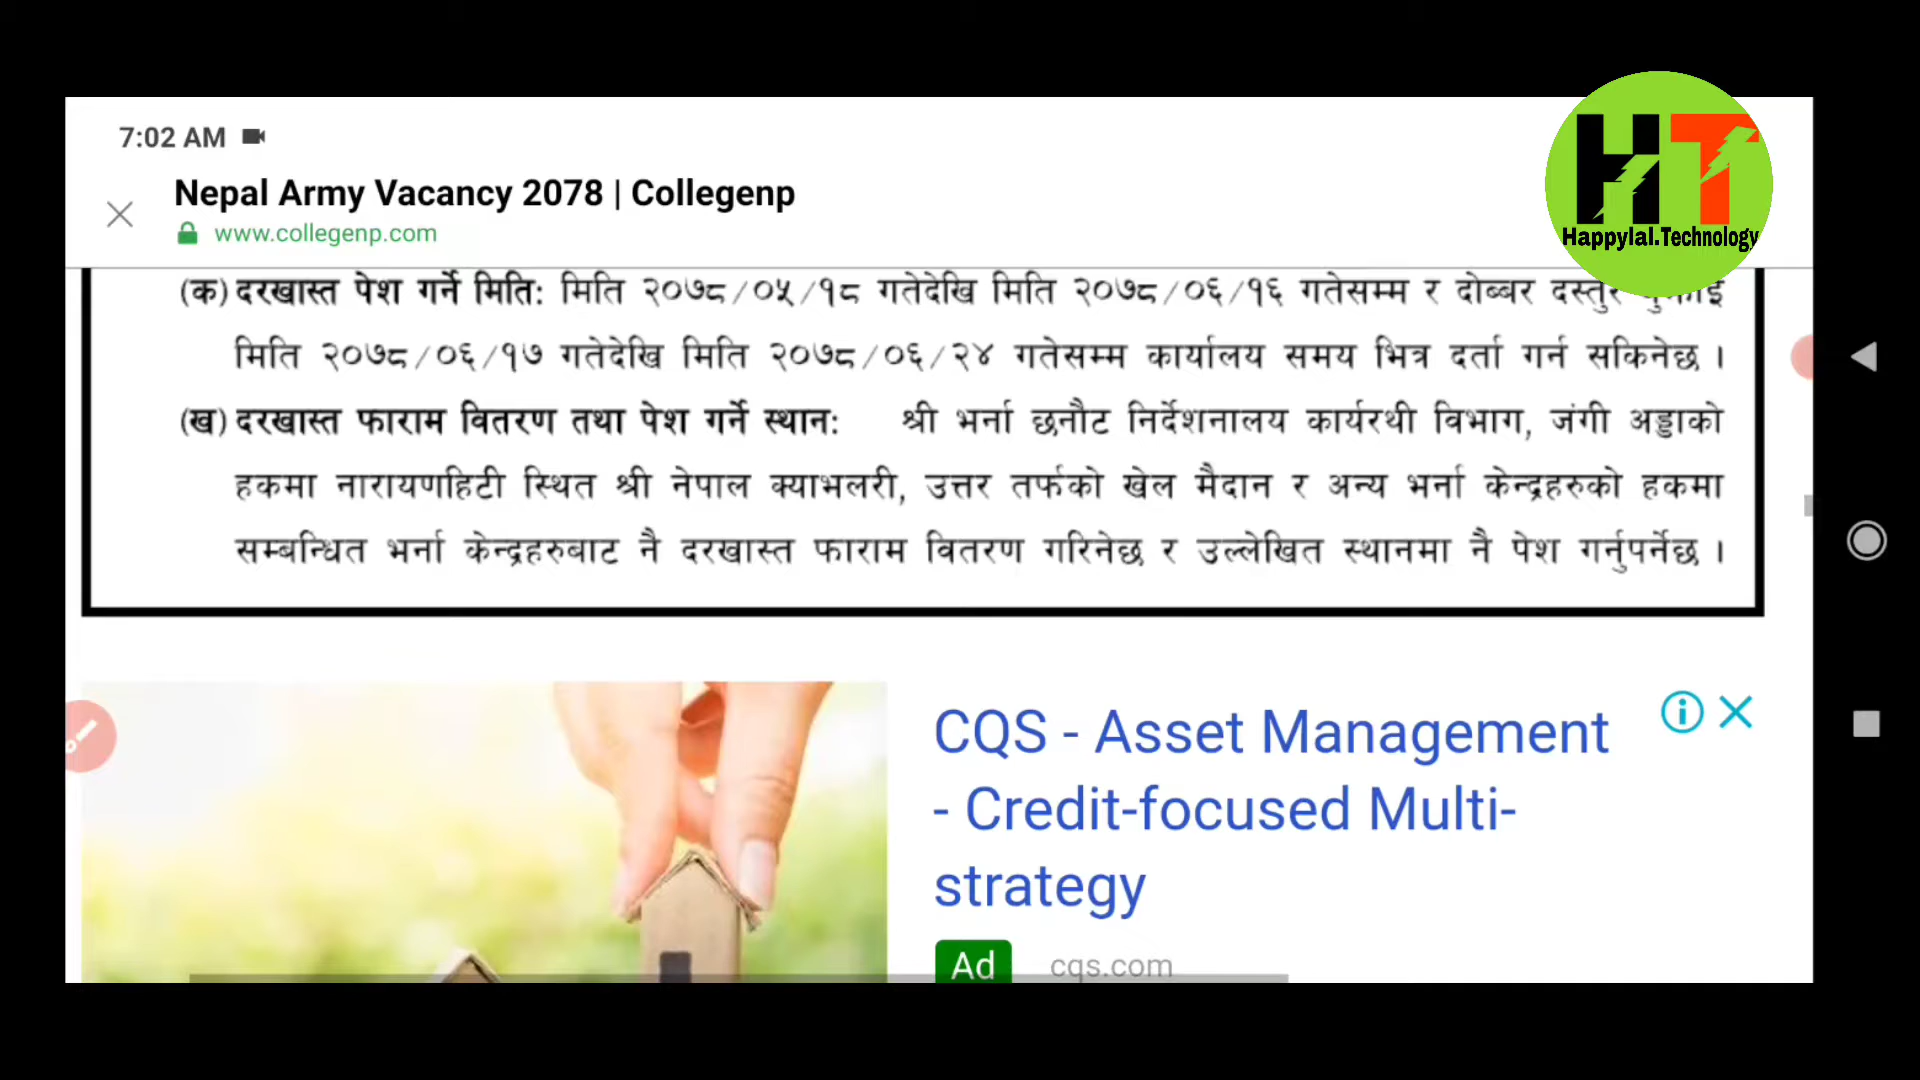 7:02 AM
Nepal Army Vacancy 2078 | Collegenp
www.collegenp.com
HT
Happylal.Technology
(क) दरखास्त पेश गर्ने मिति: मिति २०७८/०५/१८ गतेदेखि मिति २०७८/०६/१६ गतेसम्म र दोब्बर दस्तुर
मिति २०७८/०६/१७ गतेदेखि मिति २०७८/०६/२४ गतेसम्म कार्यालय समय भित्र दर्ता गर्न सकिनेछ ।
(ख) दरखास्त फाराम वितरण तथा पेश गर्ने स्थान: श्री भर्ना छनौट निर्देशनालय कार्यरथी विभाग, जंगी अड्डाको
हकमा नारायणहिटी स्थित श्री नेपाल क्याभलरी, उत्तर तर्फको खेल मैदान र अन्य भर्ना केन्द्रहरुको हकमा
सम्बन्धित भर्ना केन्द्रहरुबाट नै दरखास्त फाराम वितरण गरिनेछ र उल्लेखित स्थानमा नै पेश गर्नुपर्नेछ ।
CQS - Asset Management
- Credit-focused Multi-
strategy
Ad cqs.com